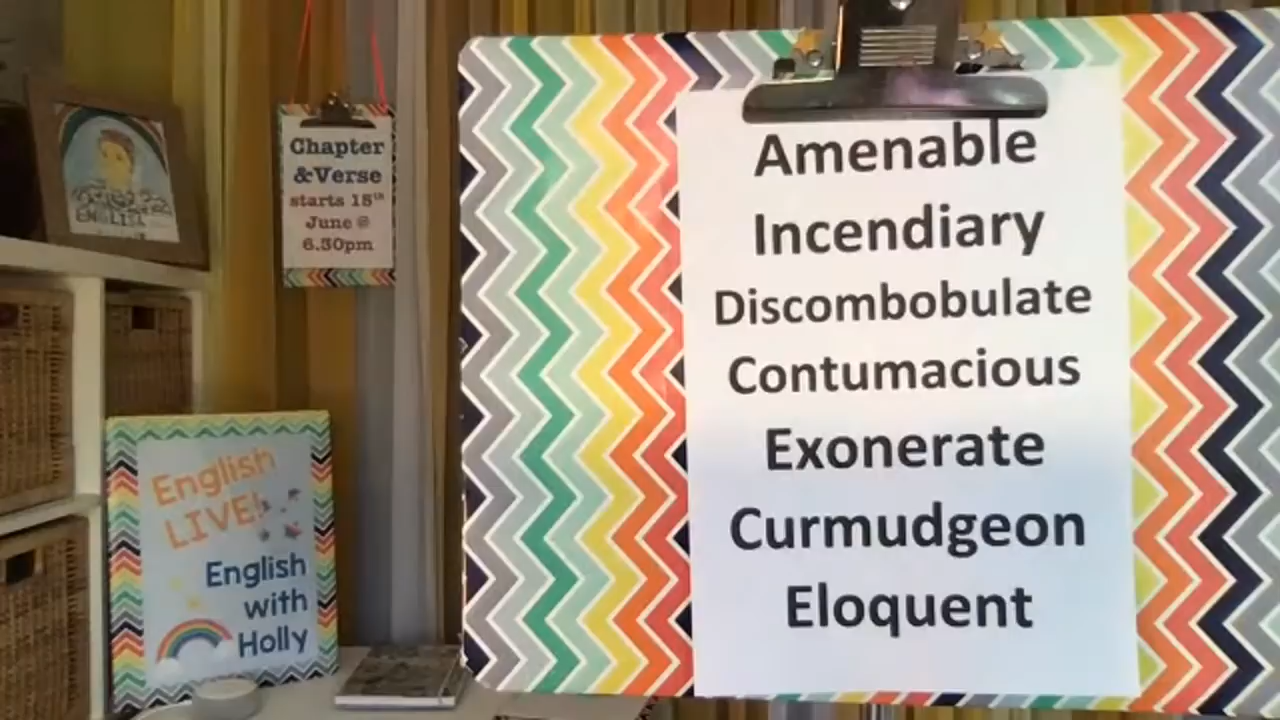 Chapter
&Verse
starts 15th
June @
6.30pm
English
LIVE!
English
with
Holly
Amenable
Incendiary
Discombobulate
Contumacious
Exonerate
Curmudgeon
Eloquent